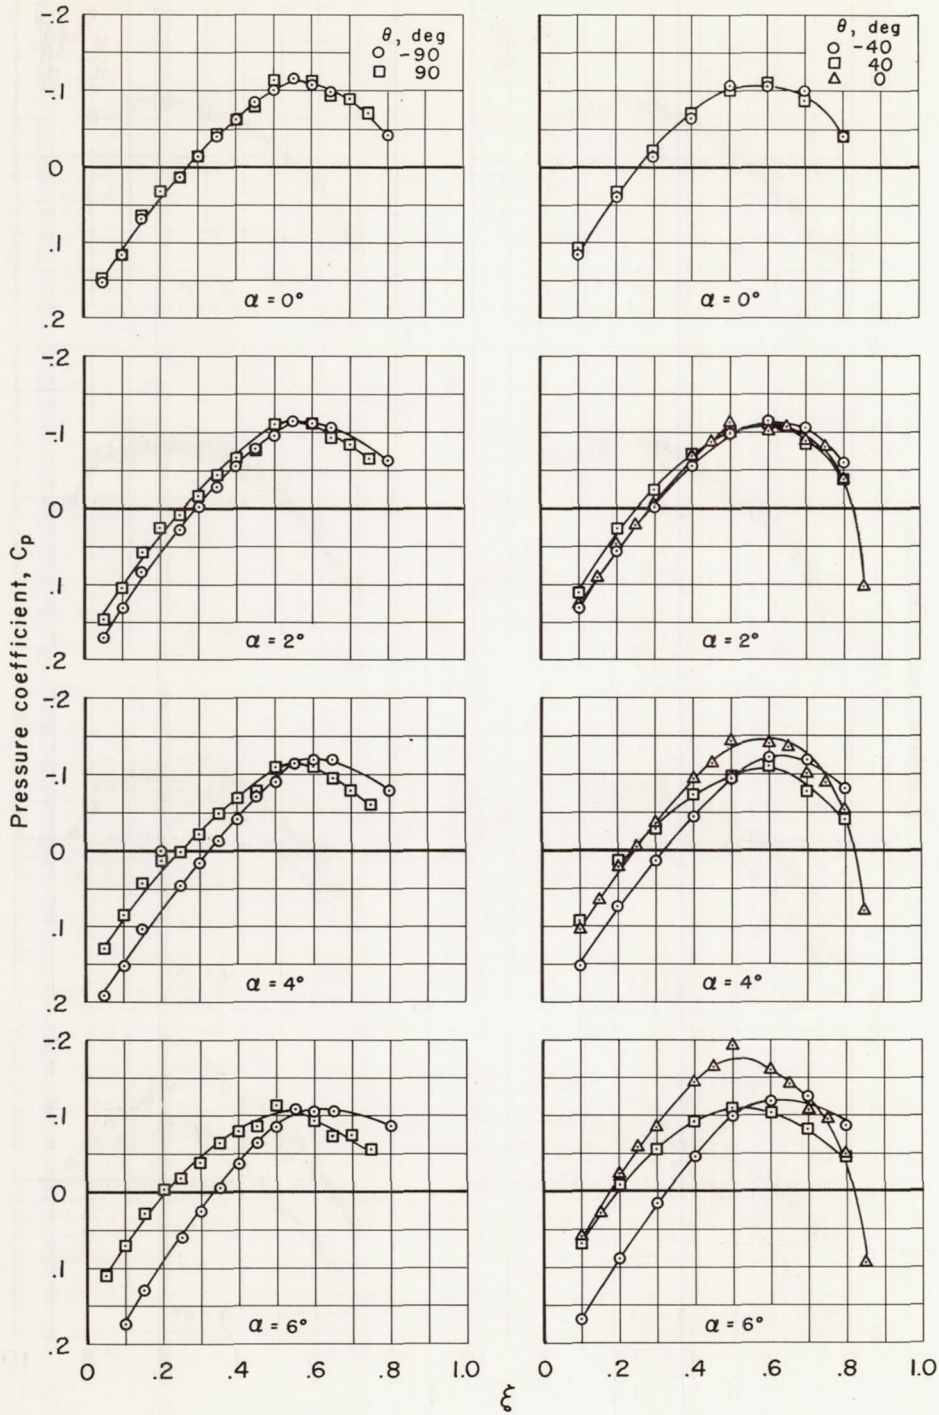 -.2
-.1
0
.1
.2
θ, deg
○ -90
□ 90
α = 0°
θ, deg
○ -40
□ 40
△ 0
α = 0°
-.2
-.1
0
.1
.2
α = 2°
α = 2°
Pressure coefficient, Cp
-.2
-.1
0
.1
.2
α = 4°
α = 4°
-.2
-.1
0
.1
.2
α = 6°
α = 6°
0 .2 .4 .6 .8 1.0
0 .2 .4 .6 .8 1.0
ξ